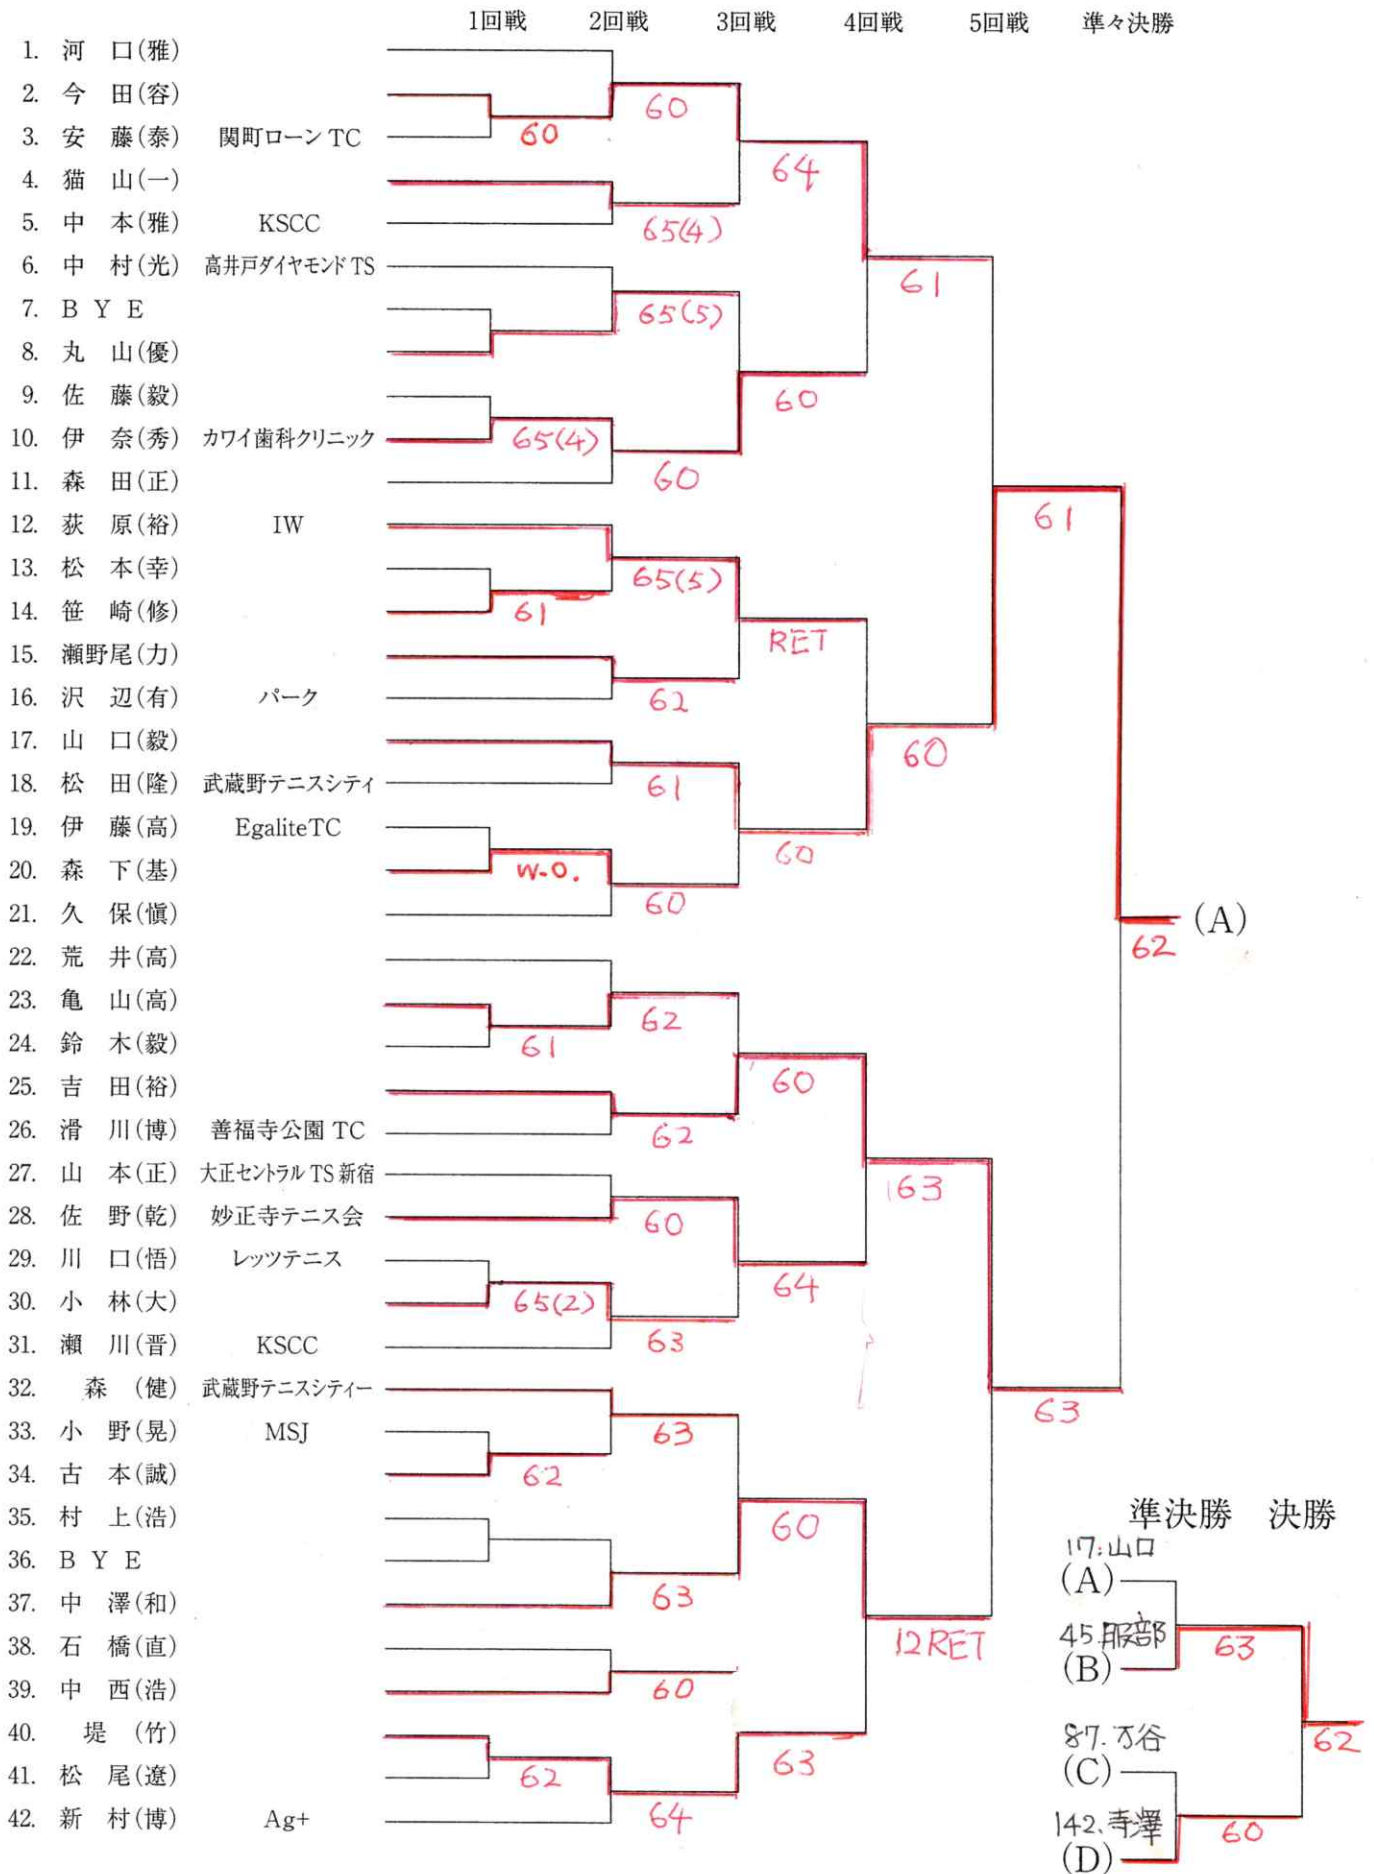 1回戦 2回戦 3回戦 4回戦 5回戦 準々決勝
1. 河 口(雅)
2. 今 田(容)
60
3. 安 藤(泰) 関町ローン TC
60
64
4. 猫 山(一)
5. 中 本(雅) KSCC
65(4)
6. 中 村(光) 高井戸ダイヤモンド TS
61
7. B Y E
65(5)
8. 丸 山(優)
9. 佐 藤(毅)
60
10. 伊 奈(秀) カワイ歯科クリニック
65(4)
11. 森 田(正)
60
12. 荻 原(裕) IW
61
13. 松 本(幸)
65(5)
14. 笹 崎(修)
61
15. 瀬野尾(力)
RET
16. 沢 辺(有) パーク
62
17. 山 口(毅)
60
18. 松 田(隆) 武蔵野テニスシティ
61
19. 伊 藤(高) EgaliteTC
60
20. 森 下(基)
W.O.
21. 久 保(愼)
60
(A)
62
22. 荒 井(高)
23. 亀 山(高)
62
24. 鈴 木(毅)
61
25. 吉 田(裕)
60
26. 滑 川(博) 善福寺公園 TC
62
27. 山 本(正) 大正セントラル TS 新宿
63
28. 佐 野(乾) 妙正寺テニス会
60
29. 川 口(悟) レッツテニス
64
30. 小 林(大)
65(2)
31. 瀬 川(晋) KSCC
63
32. 森 (健) 武蔵野テニスシティー
63
33. 小 野(晃) MSJ
63
34. 古 本(誠)
62
35. 村 上(浩)
60
36. B Y E
37. 中 澤(和)
63
38. 石 橋(直)
12RET
39. 中 西(浩)
60
40. 堤 (竹)
63
41. 松 尾(遼)
62
42. 新 村(博) Ag+
64
準決勝 決勝
17.山口
(A)
45.服部
63
(B)
87.万谷
62
(C)
142.寺澤
60
(D)